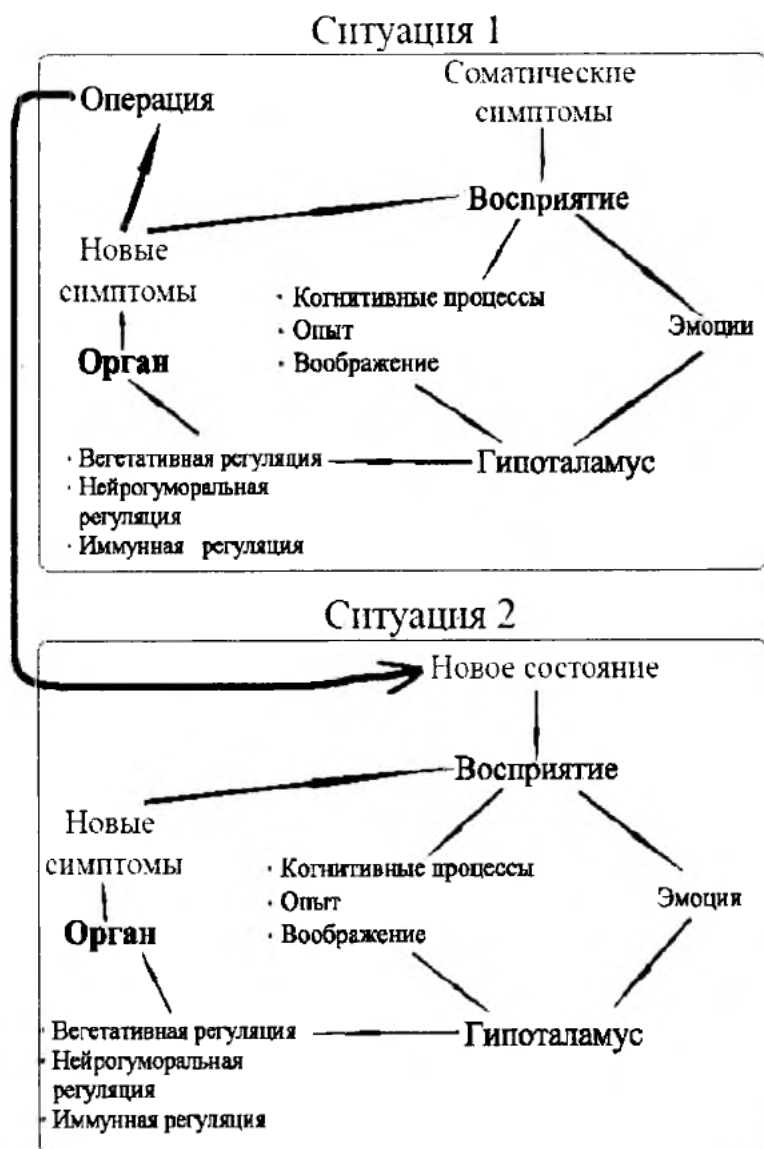 Ситуация 1
Операция
Соматические
симптомы
Восприятие
Новые
симптомы
· Когнитивные процессы
· Опыт
· Воображение
Эмоции
Орган
· Вегетативная регуляция
· Нейрогуморальная
регуляция
· Иммунная регуляция
Гипоталамус
Ситуация 2
Новое состояние
Восприятие
Новые
симптомы
· Когнитивные процессы
· Опыт
· Воображение
Эмоции
Орган
· Вегетативная регуляция
· Нейрогуморальная
регуляция
· Иммунная регуляция
Гипоталамус